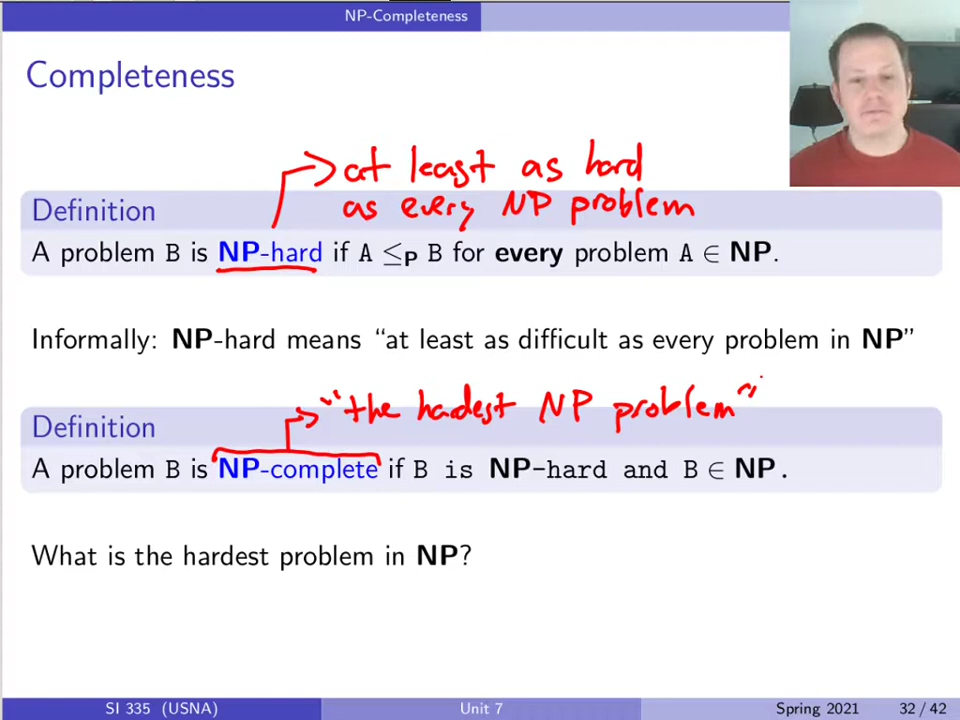 NP-Completeness
Completeness
at least as hard
as every NP problem
Definition
A problem B is NP-hard if A ≤P B for every problem A ∈ NP.
Informally: NP-hard means “at least as difficult as every problem in NP”
"the hardest NP problem"
Definition
A problem B is NP-complete if B is NP-hard and B ∈ NP.
What is the hardest problem in NP?
SI 335 (USNA) Unit 7 Spring 2021 32 / 42